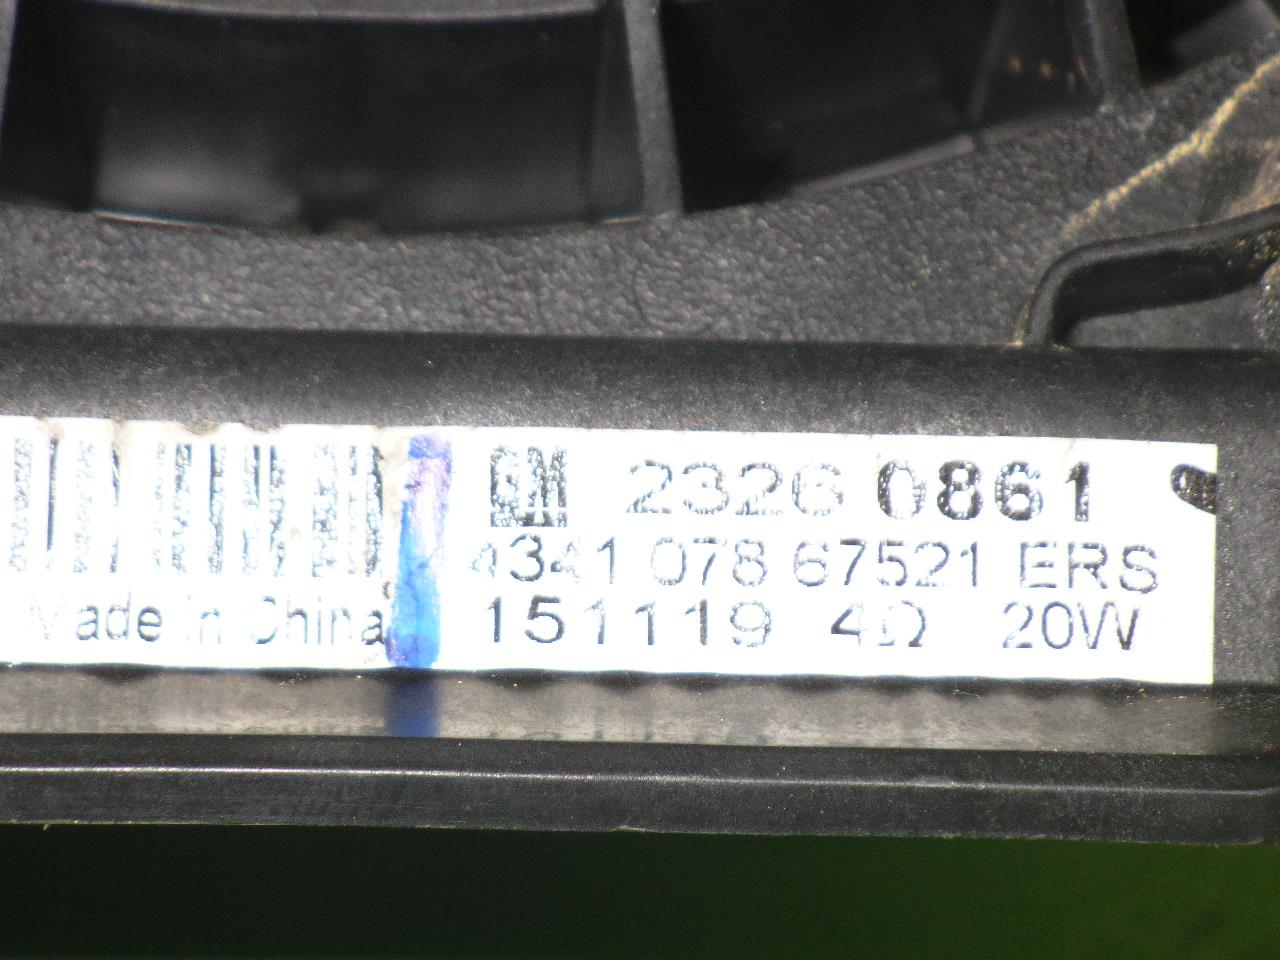 GM 2326 0861
4341 078 67521 ERS
Made in China 151119 4Ω 20W